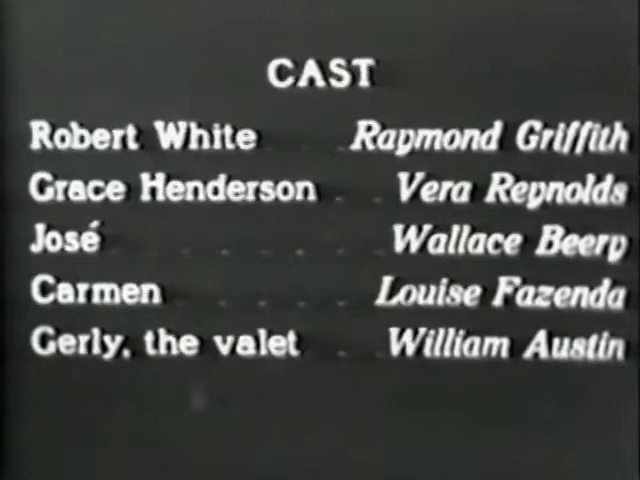 CAST
Robert White . . . Raymond Griffith
Grace Henderson . . Vera Reynolds
José . . . . . . Wallace Beery
Carmen . . . . Louise Fazenda
Gerly, the valet . . William Austin